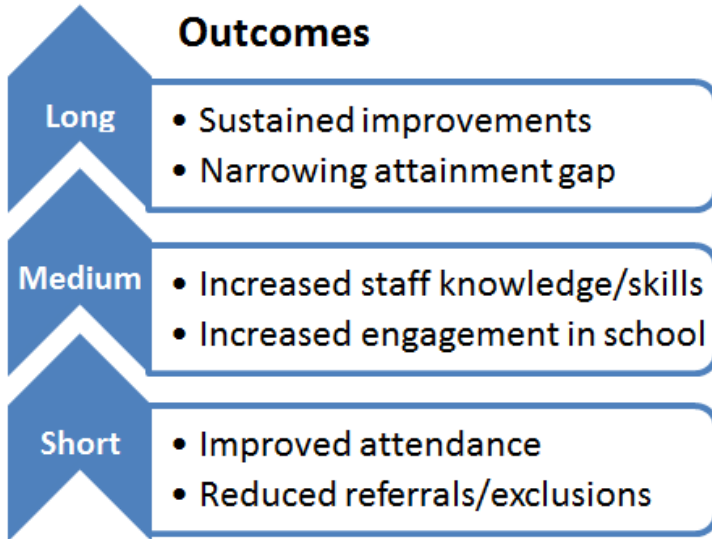 Outcomes
Long
• Sustained improvements
• Narrowing attainment gap
Medium
• Increased staff knowledge/skills
• Increased engagement in school
Short
• Improved attendance
• Reduced referrals/exclusions